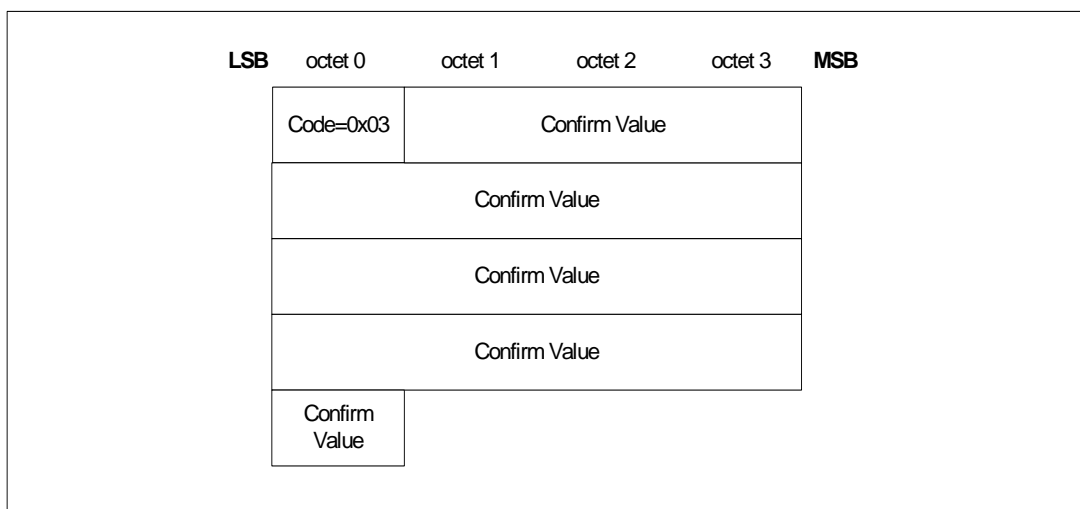 LSB octet 0 octet 1 octet 2 octet 3 MSB
Code=0x03 Confirm Value
Confirm Value
Confirm Value
Confirm Value
Confirm
Value